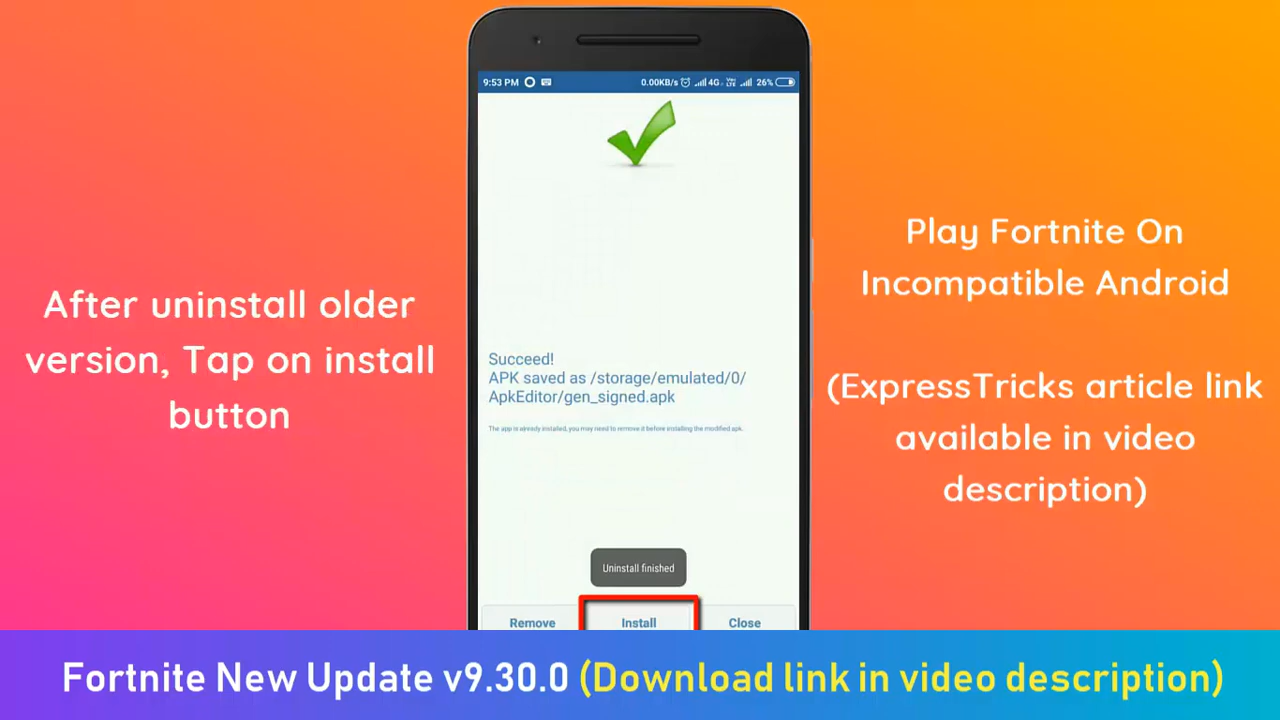 9:53 PM
0.00KB/s 4G VoLTE 26%
After uninstall older
version, Tap on install
button
Succeed!
APK saved as /storage/emulated/0/
ApkEditor/gen_signed.apk
The app is already installed, you may need to remove it before installing the modified apk.
Uninstall finished
Remove Install Close
Play Fortnite On
Incompatible Android
(ExpressTricks article link
available in video
description)
Fortnite New Update v9.30.0 (Download link in video description)